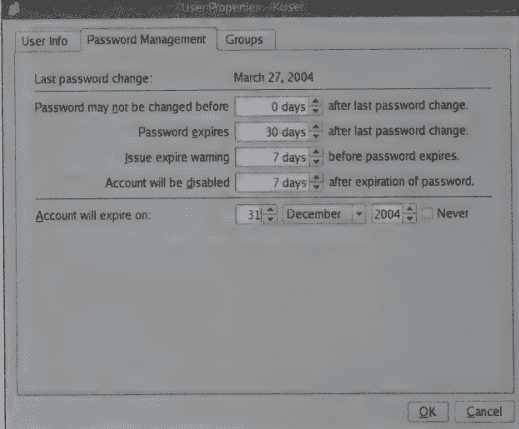 User Properties - KUser
User Info Password Management Groups
Last password change: March 27, 2004
Password may not be changed before 0 days after last password change.
Password expires 30 days after last password change.
Issue expire warning 7 days before password expires.
Account will be disabled 7 days after expiration of password.
Account will expire on: 31 December 2004 Never
OK Cancel